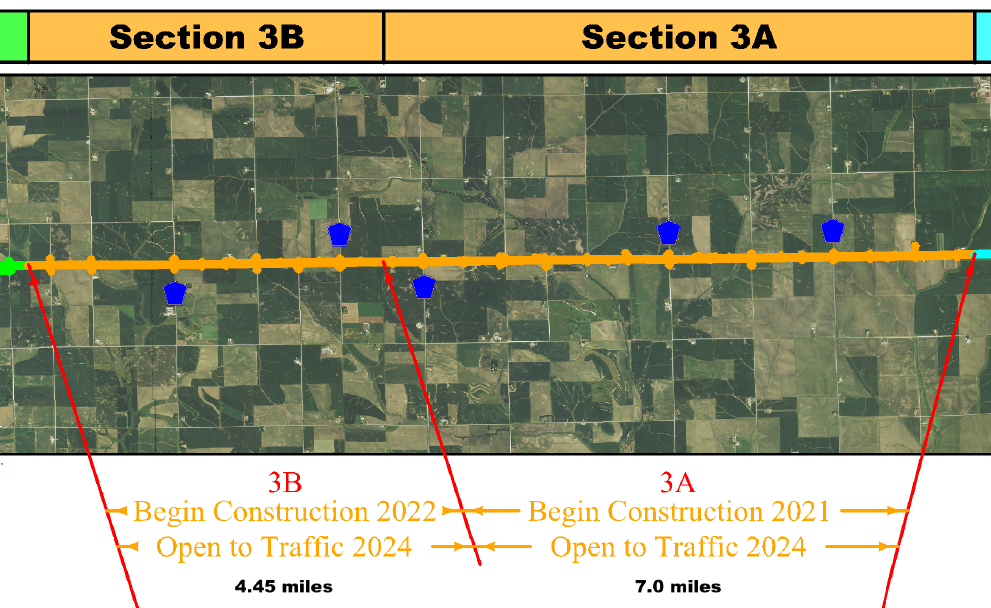 Section 3B
Section 3A
3B
3A
Begin Construction 2022
Begin Construction 2021
Open to Traffic 2024
Open to Traffic 2024
4.45 miles
7.0 miles